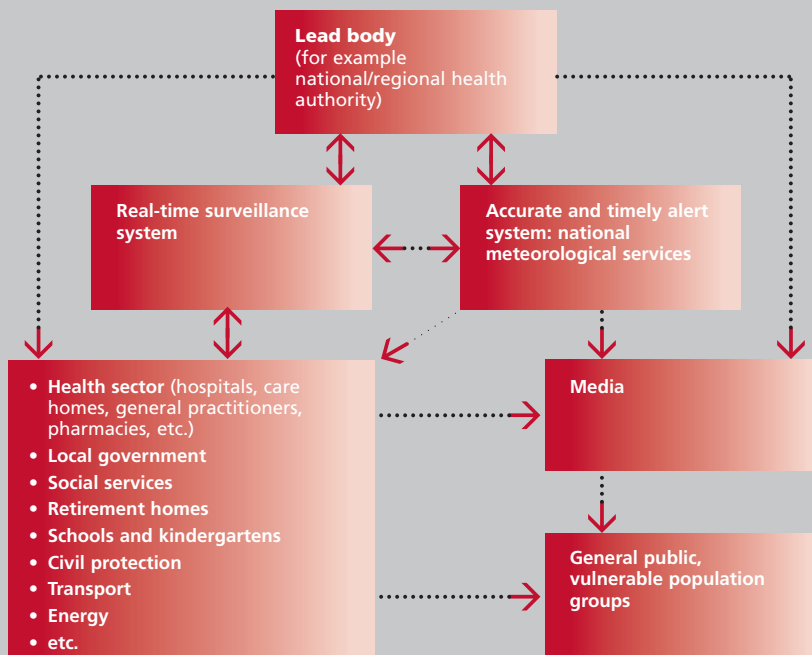 Lead body
(for example
national/regional health
authority)
Real-time surveillance
system
Accurate and timely alert
system: national
meteorological services
• Health sector (hospitals, care
homes, general practitioners,
pharmacies, etc.)
• Local government
• Social services
• Retirement homes
• Schools and kindergartens
• Civil protection
• Transport
• Energy
• etc.
Media
General public,
vulnerable population
groups